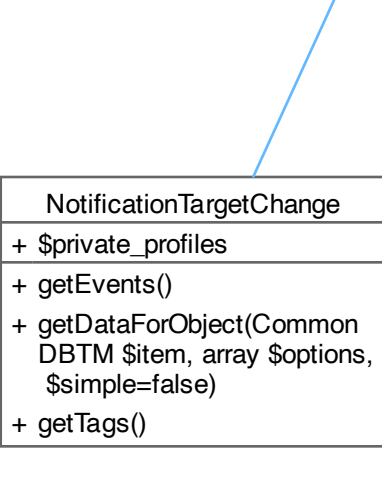 NotificationTargetChange
+ $private_profiles
+ getEvents()
+ getDataForObject(Common
DBTM $item, array $options,
$simple=false)
+ getTags()